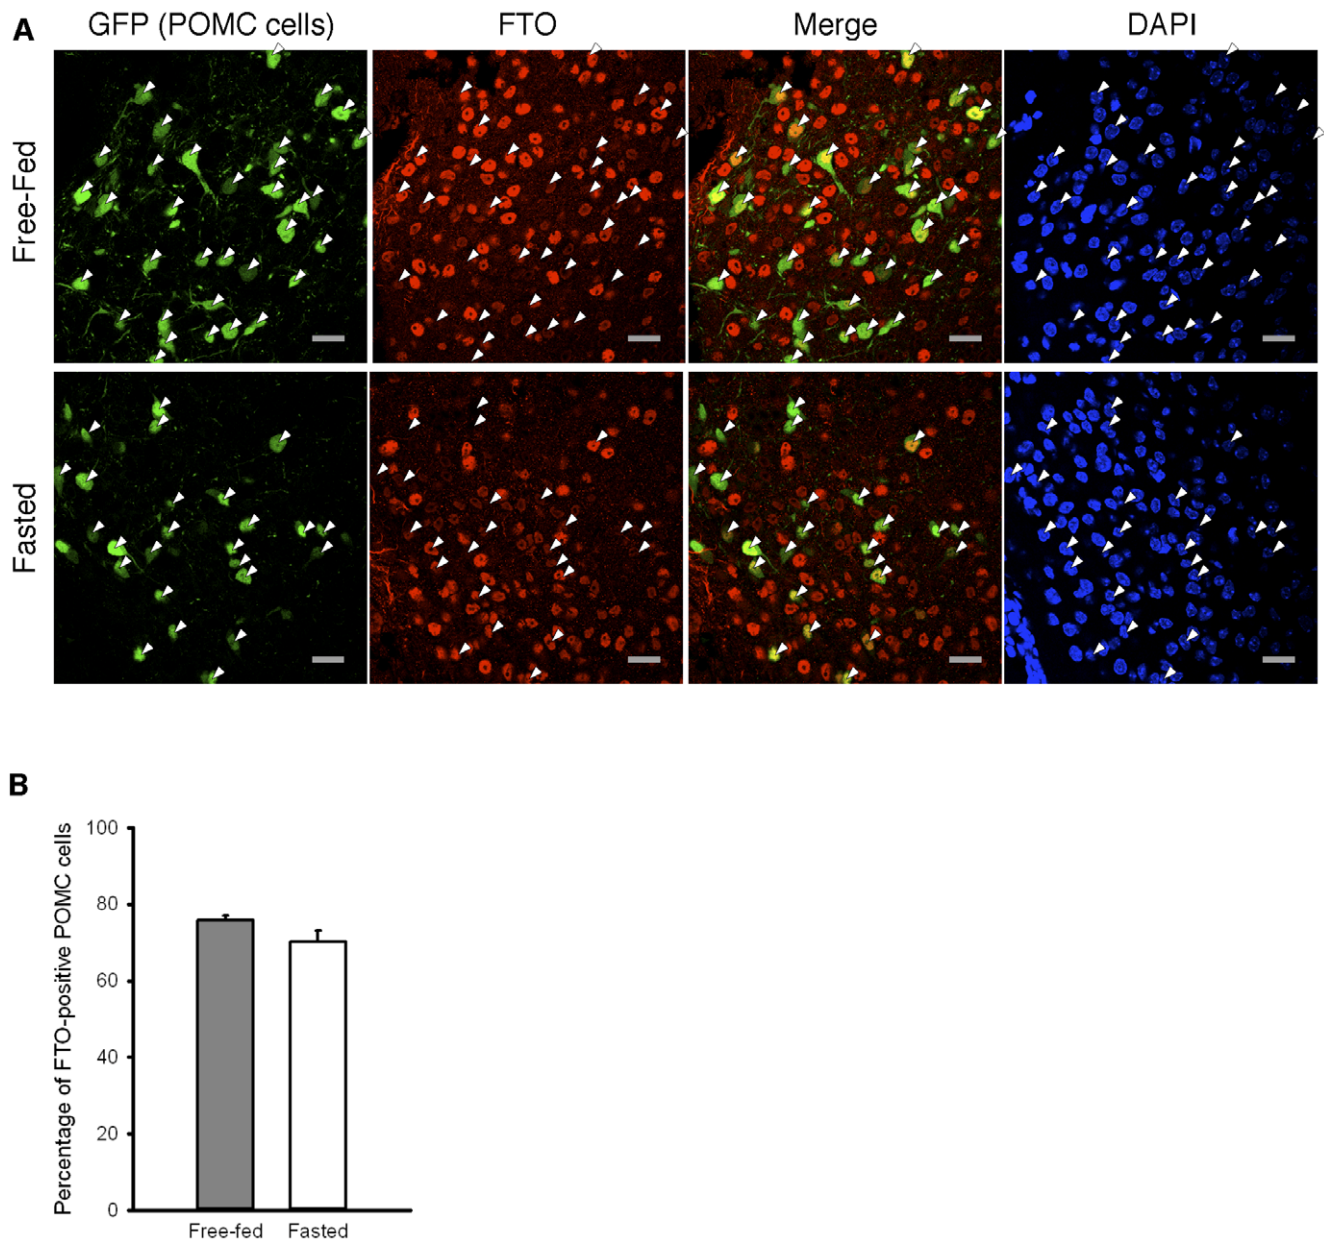 A
GFP (POMC cells) FTO Merge DAPI
Free-Fed
Fasted
B
Percentage of FTO-positive POMC cells
100
80
60
40
20
0
Free-fed Fasted